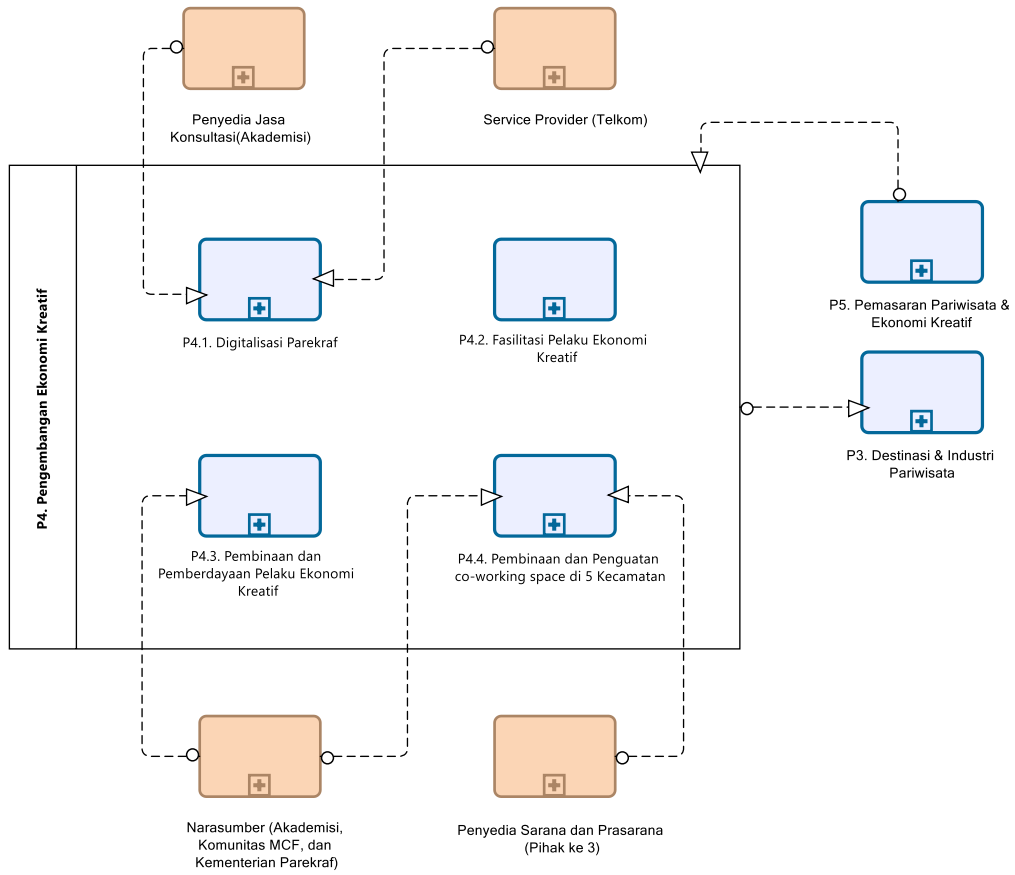 Penyedia Jasa
Konsultasi(Akademisi)
Service Provider (Telkom)
P4. Pengembangan Ekonomi Kreatif
P4.1. Digitalisasi Parekraf
P4.2. Fasilitasi Pelaku Ekonomi
Kreatif
P5. Pemasaran Pariwisata &
Ekonomi Kreatif
P3. Destinasi & Industri
Pariwisata
P4.3. Pembinaan dan
Pemberdayaan Pelaku Ekonomi
Kreatif
P4.4. Pembinaan dan Penguatan
co-working space di 5 Kecamatan
Narasumber (Akademisi,
Komunitas MCF, dan
Kementerian Parekraf)
Penyedia Sarana dan Prasarana
(Pihak ke 3)